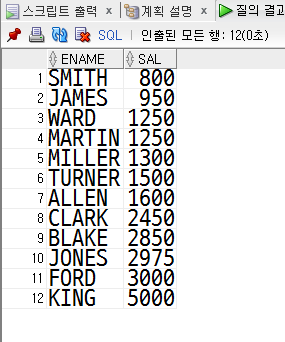 스크립트 출력 x 계획 설명 x 질의 결고
SQL | 인출된 모든 행: 12(0초)
ENAME SAL
1 SMITH 800
2 JAMES 950
3 WARD 1250
4 MARTIN 1250
5 MILLER 1300
6 TURNER 1500
7 ALLEN 1600
8 CLARK 2450
9 BLAKE 2850
10 JONES 2975
11 FORD 3000
12 KING 5000